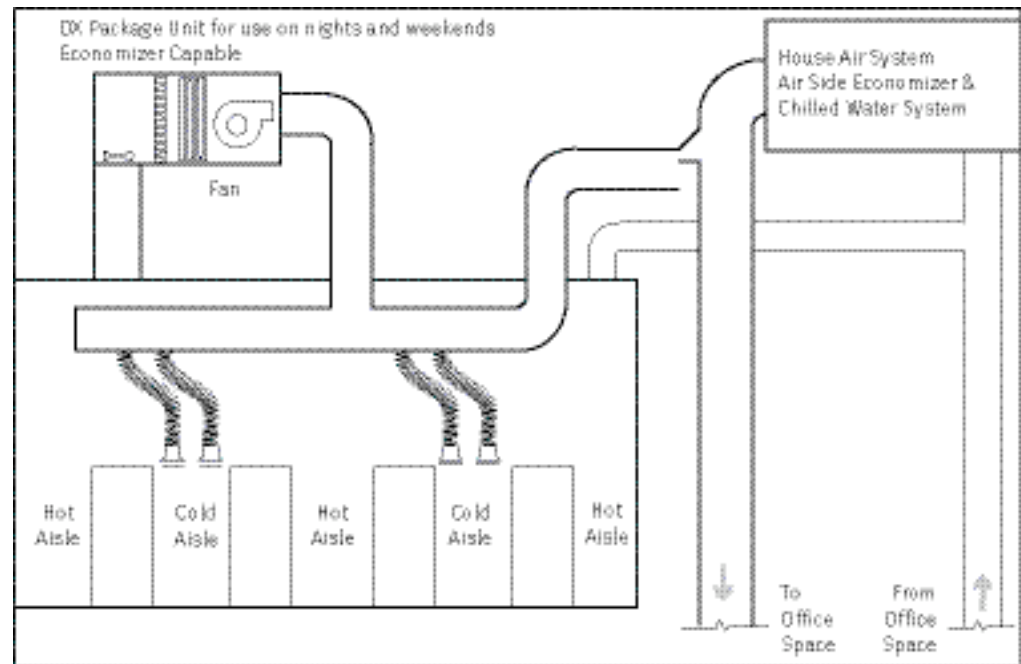 DX Package Unit for use on nights and weekends
Economizer Capable
House Air System
Air Side Economizer &
Chilled Water System
Fan
Hot
Aisle
Cold
Aisle
Hot
Aisle
Cold
Aisle
Hot
Aisle
To
Office
Space
From
Office
Space